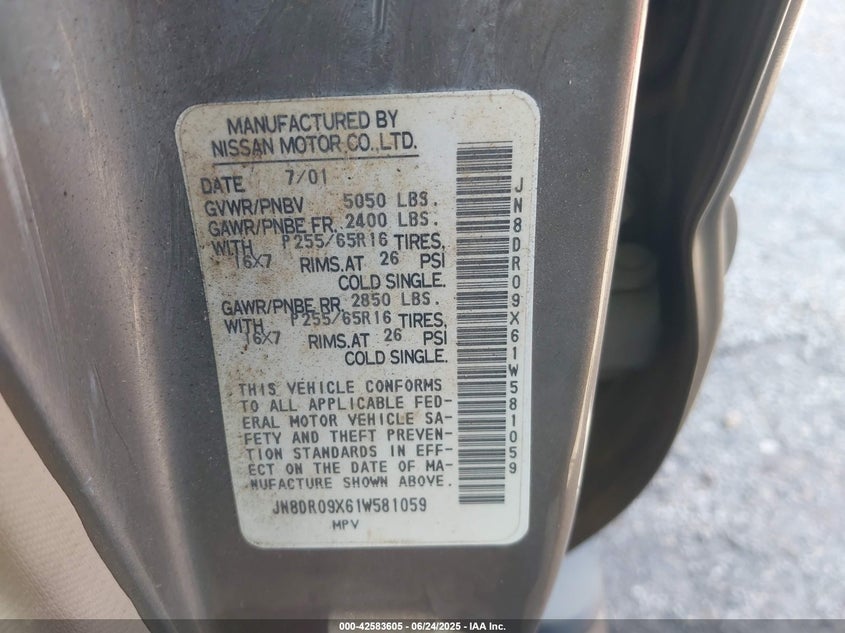 MANUFACTURED BY
NISSAN MOTOR CO.,LTD.
DATE 7/01
GVWR/PNBV 5050 LBS.
GAWR/PNBE FR. 2400 LBS.
WITH P255/65R16 TIRES,
16X7 RIMS.AT 26 PSI
COLD SINGLE.
GAWR/PNBE RR. 2850 LBS.
WITH P255/65R16 TIRES,
16X7 RIMS.AT 26 PSI
COLD SINGLE.
THIS VEHICLE CONFORMS
TO ALL APPLICABLE FED-
ERAL MOTOR VEHICLE SA-
FETY AND THEFT PREVEN-
TION STANDARDS IN EFF-
ECT ON THE DATE OF MA-
NUFACTURE SHOWN ABOVE.
JN8DR09X61W581059
MPV
JN8DR09X61W581059
000-42583605 - 06/24/2025 - IAA Inc.